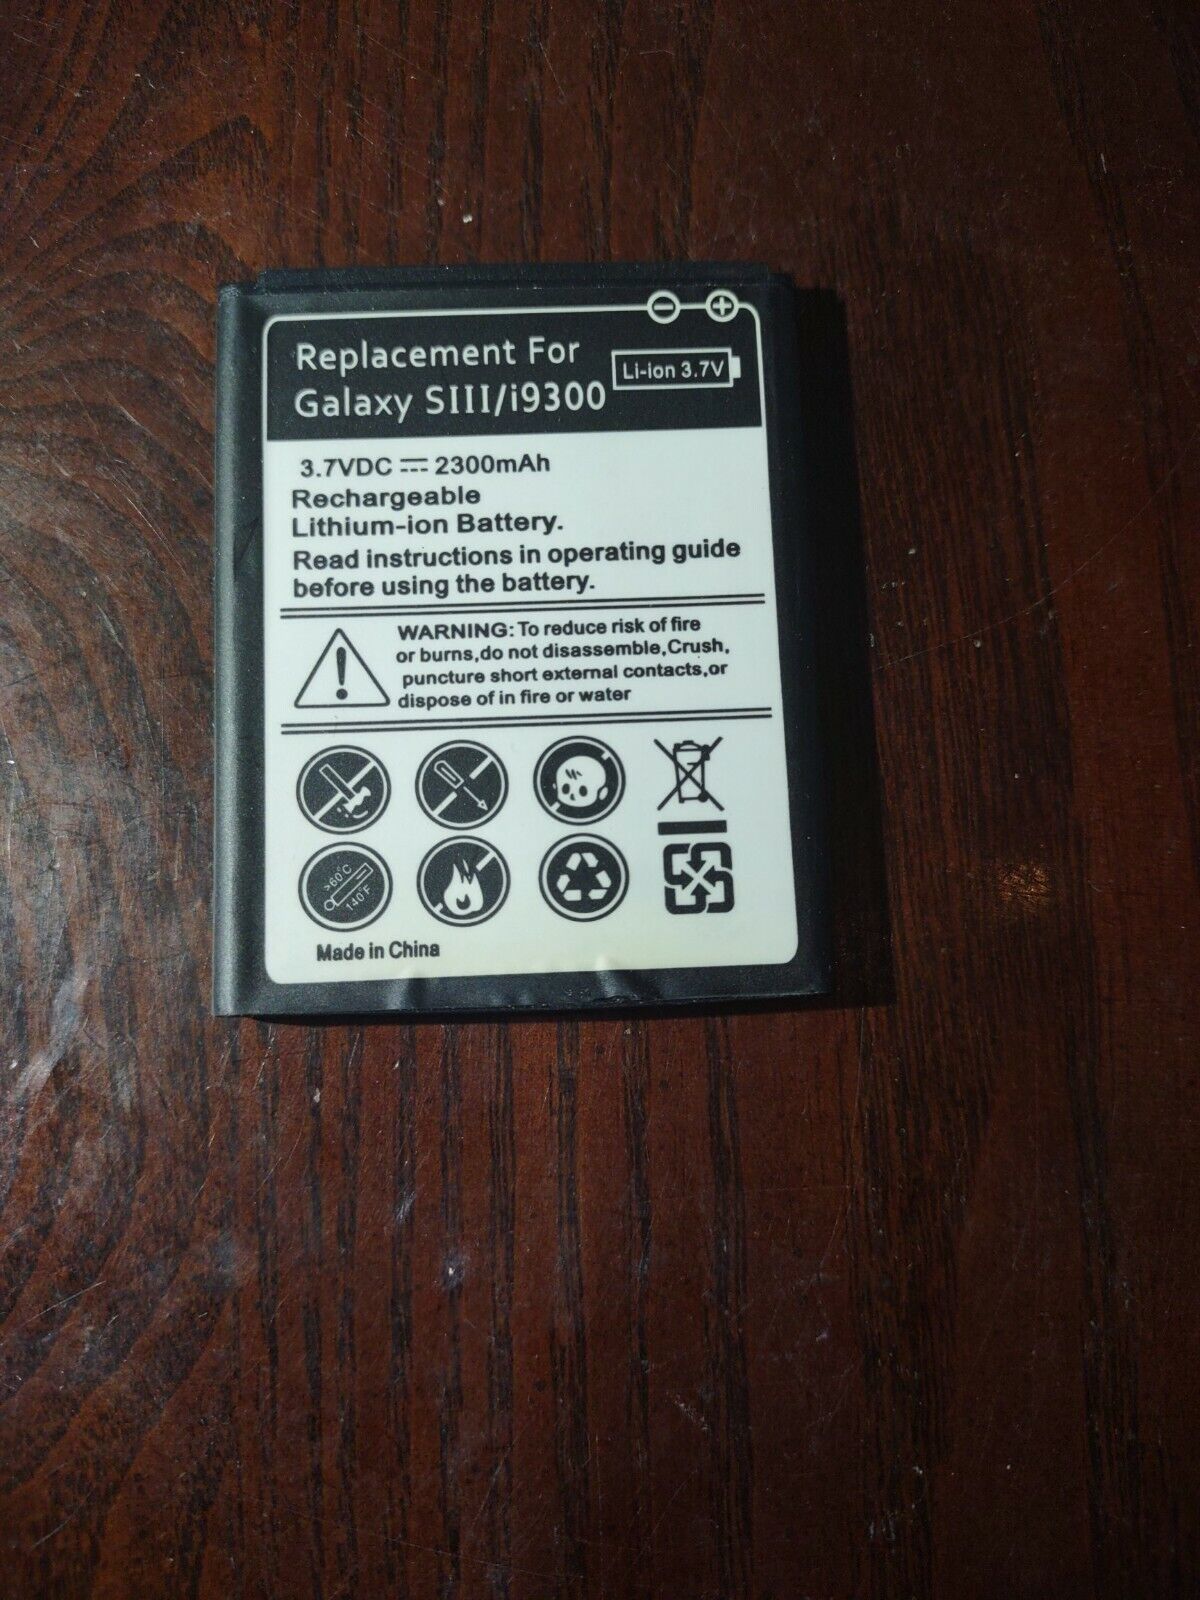 Replacement For
Galaxy SIII/i9300
Li-ion 3.7V
3.7VDC ⎓ 2300mAh
Rechargeable
Lithium-ion Battery.
Read instructions in operating guide
before using the battery.
WARNING: To reduce risk of fire
or burns,do not disassemble,Crush,
puncture short external contacts,or
dispose of in fire or water
>60°C
140°F
Made in China